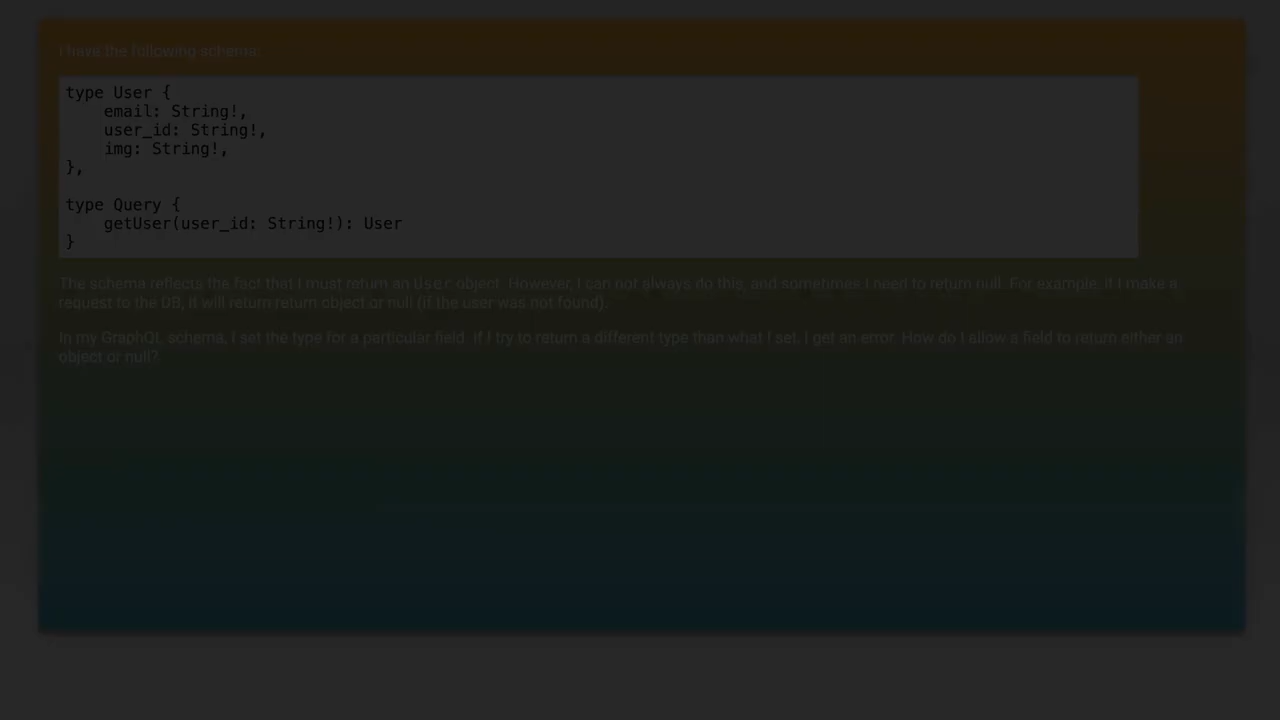 I have the following schema:
type User {
    email: String!,
    user_id: String!,
    img: String!,
},
type Query {
    getUser(user_id: String!): User
}
The schema reflects the fact that I must return an User object. However, I can not always do this, and sometimes I need to return null. For example, if I make a
request to the DB, it will return return object or null (if the user was not found).
In my GraphQL schema, I set the type for a particular field. If I try to return a different type than what I set, I get an error. How do I allow a field to return either an
object or null?